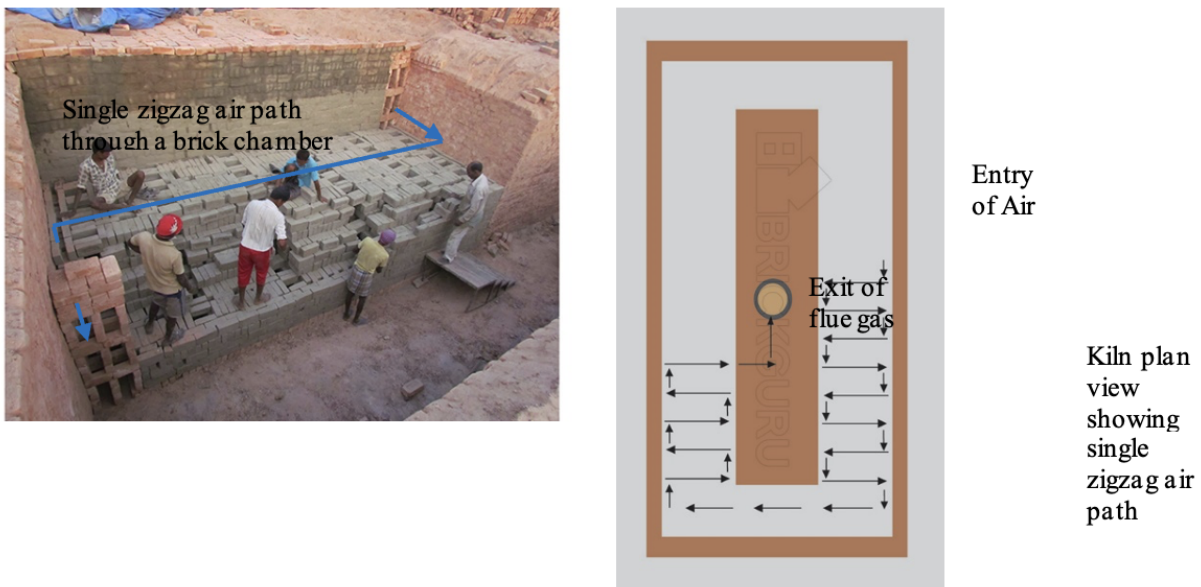 Single zigzag air path
through a brick chamber
BRICKGURU
Exit of
flue gas
Entry
of Air
Kiln plan
view
showing
single
zigzag air
path